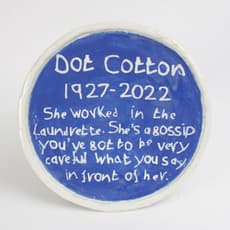 Dot Cotton
1927-2022
She worked in the
Laundrette. She's a gossip
you've got to be very
careful what you say
in front of her.